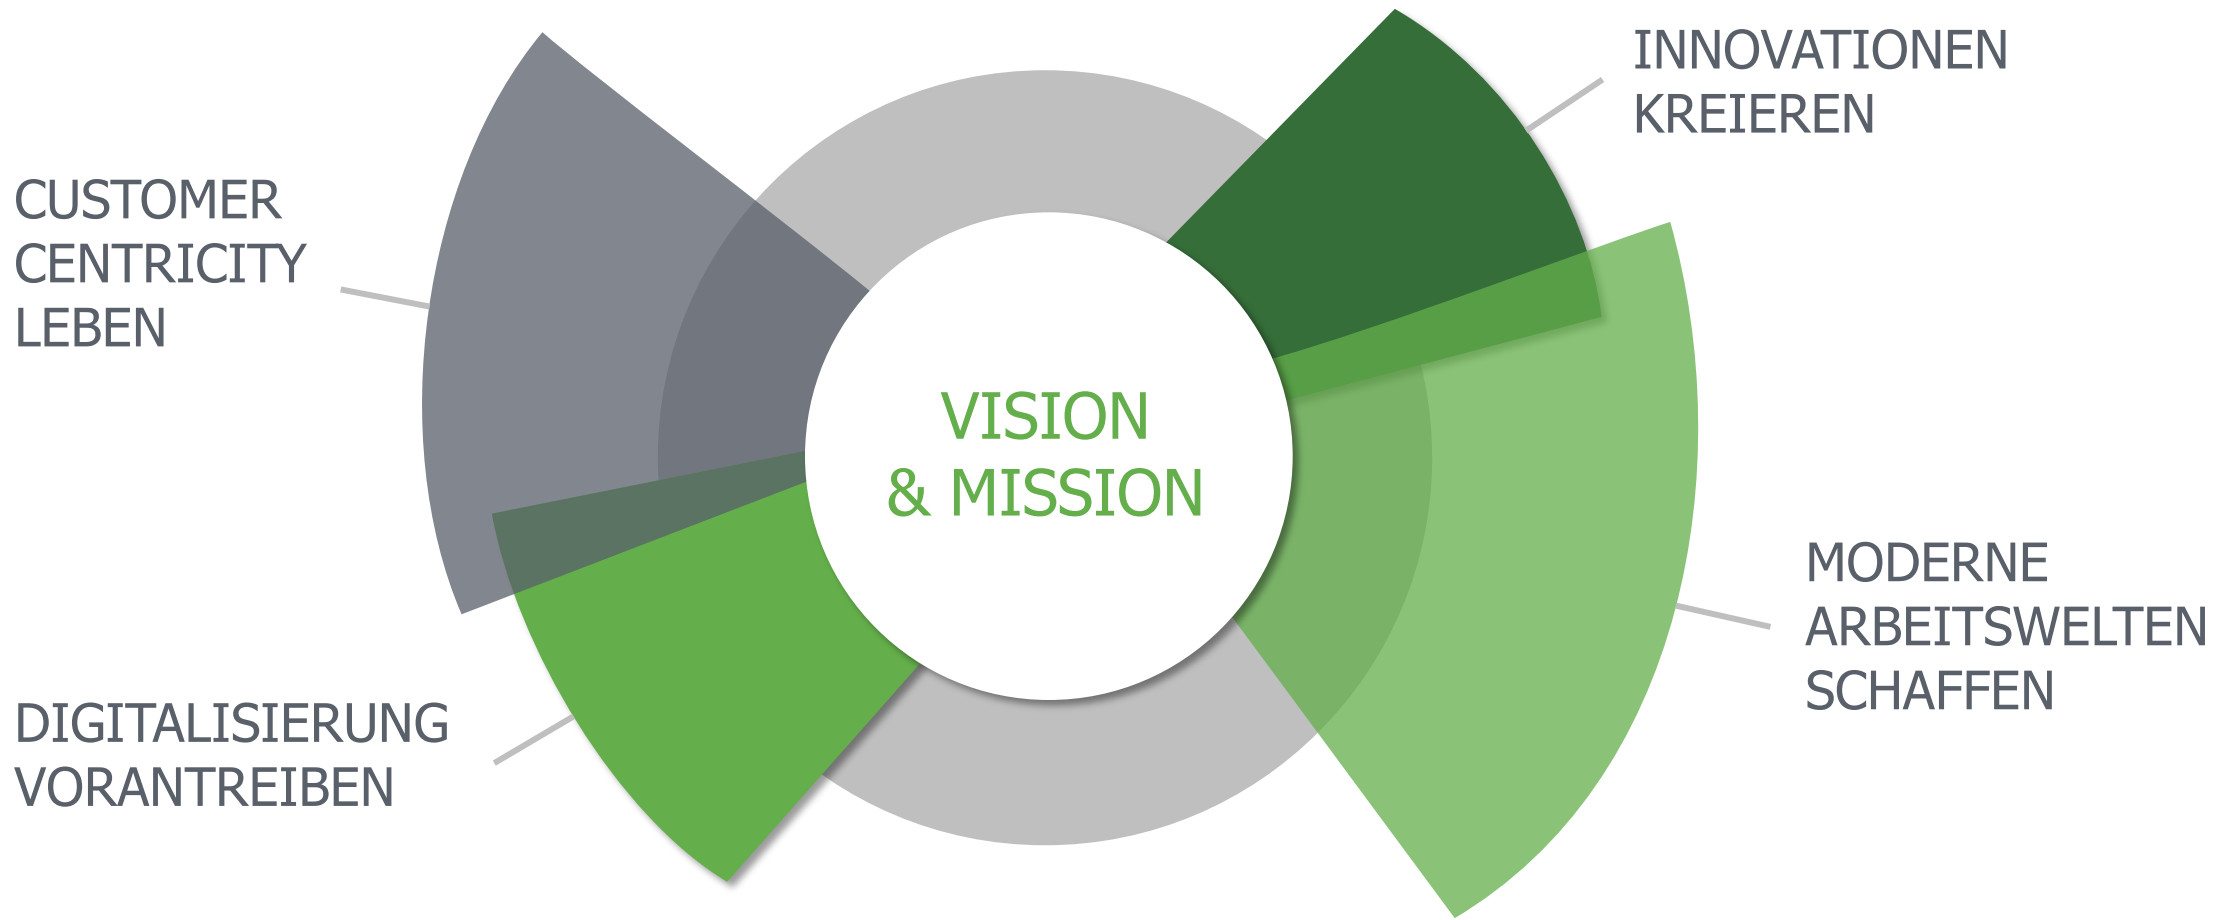 INNOVATIONEN
KREIEREN
CUSTOMER
CENTRICITY
LEBEN
VISION
& MISSION
MODERNE
ARBEITSWELTEN
SCHAFFEN
DIGITALISIERUNG
VORANTREIBEN